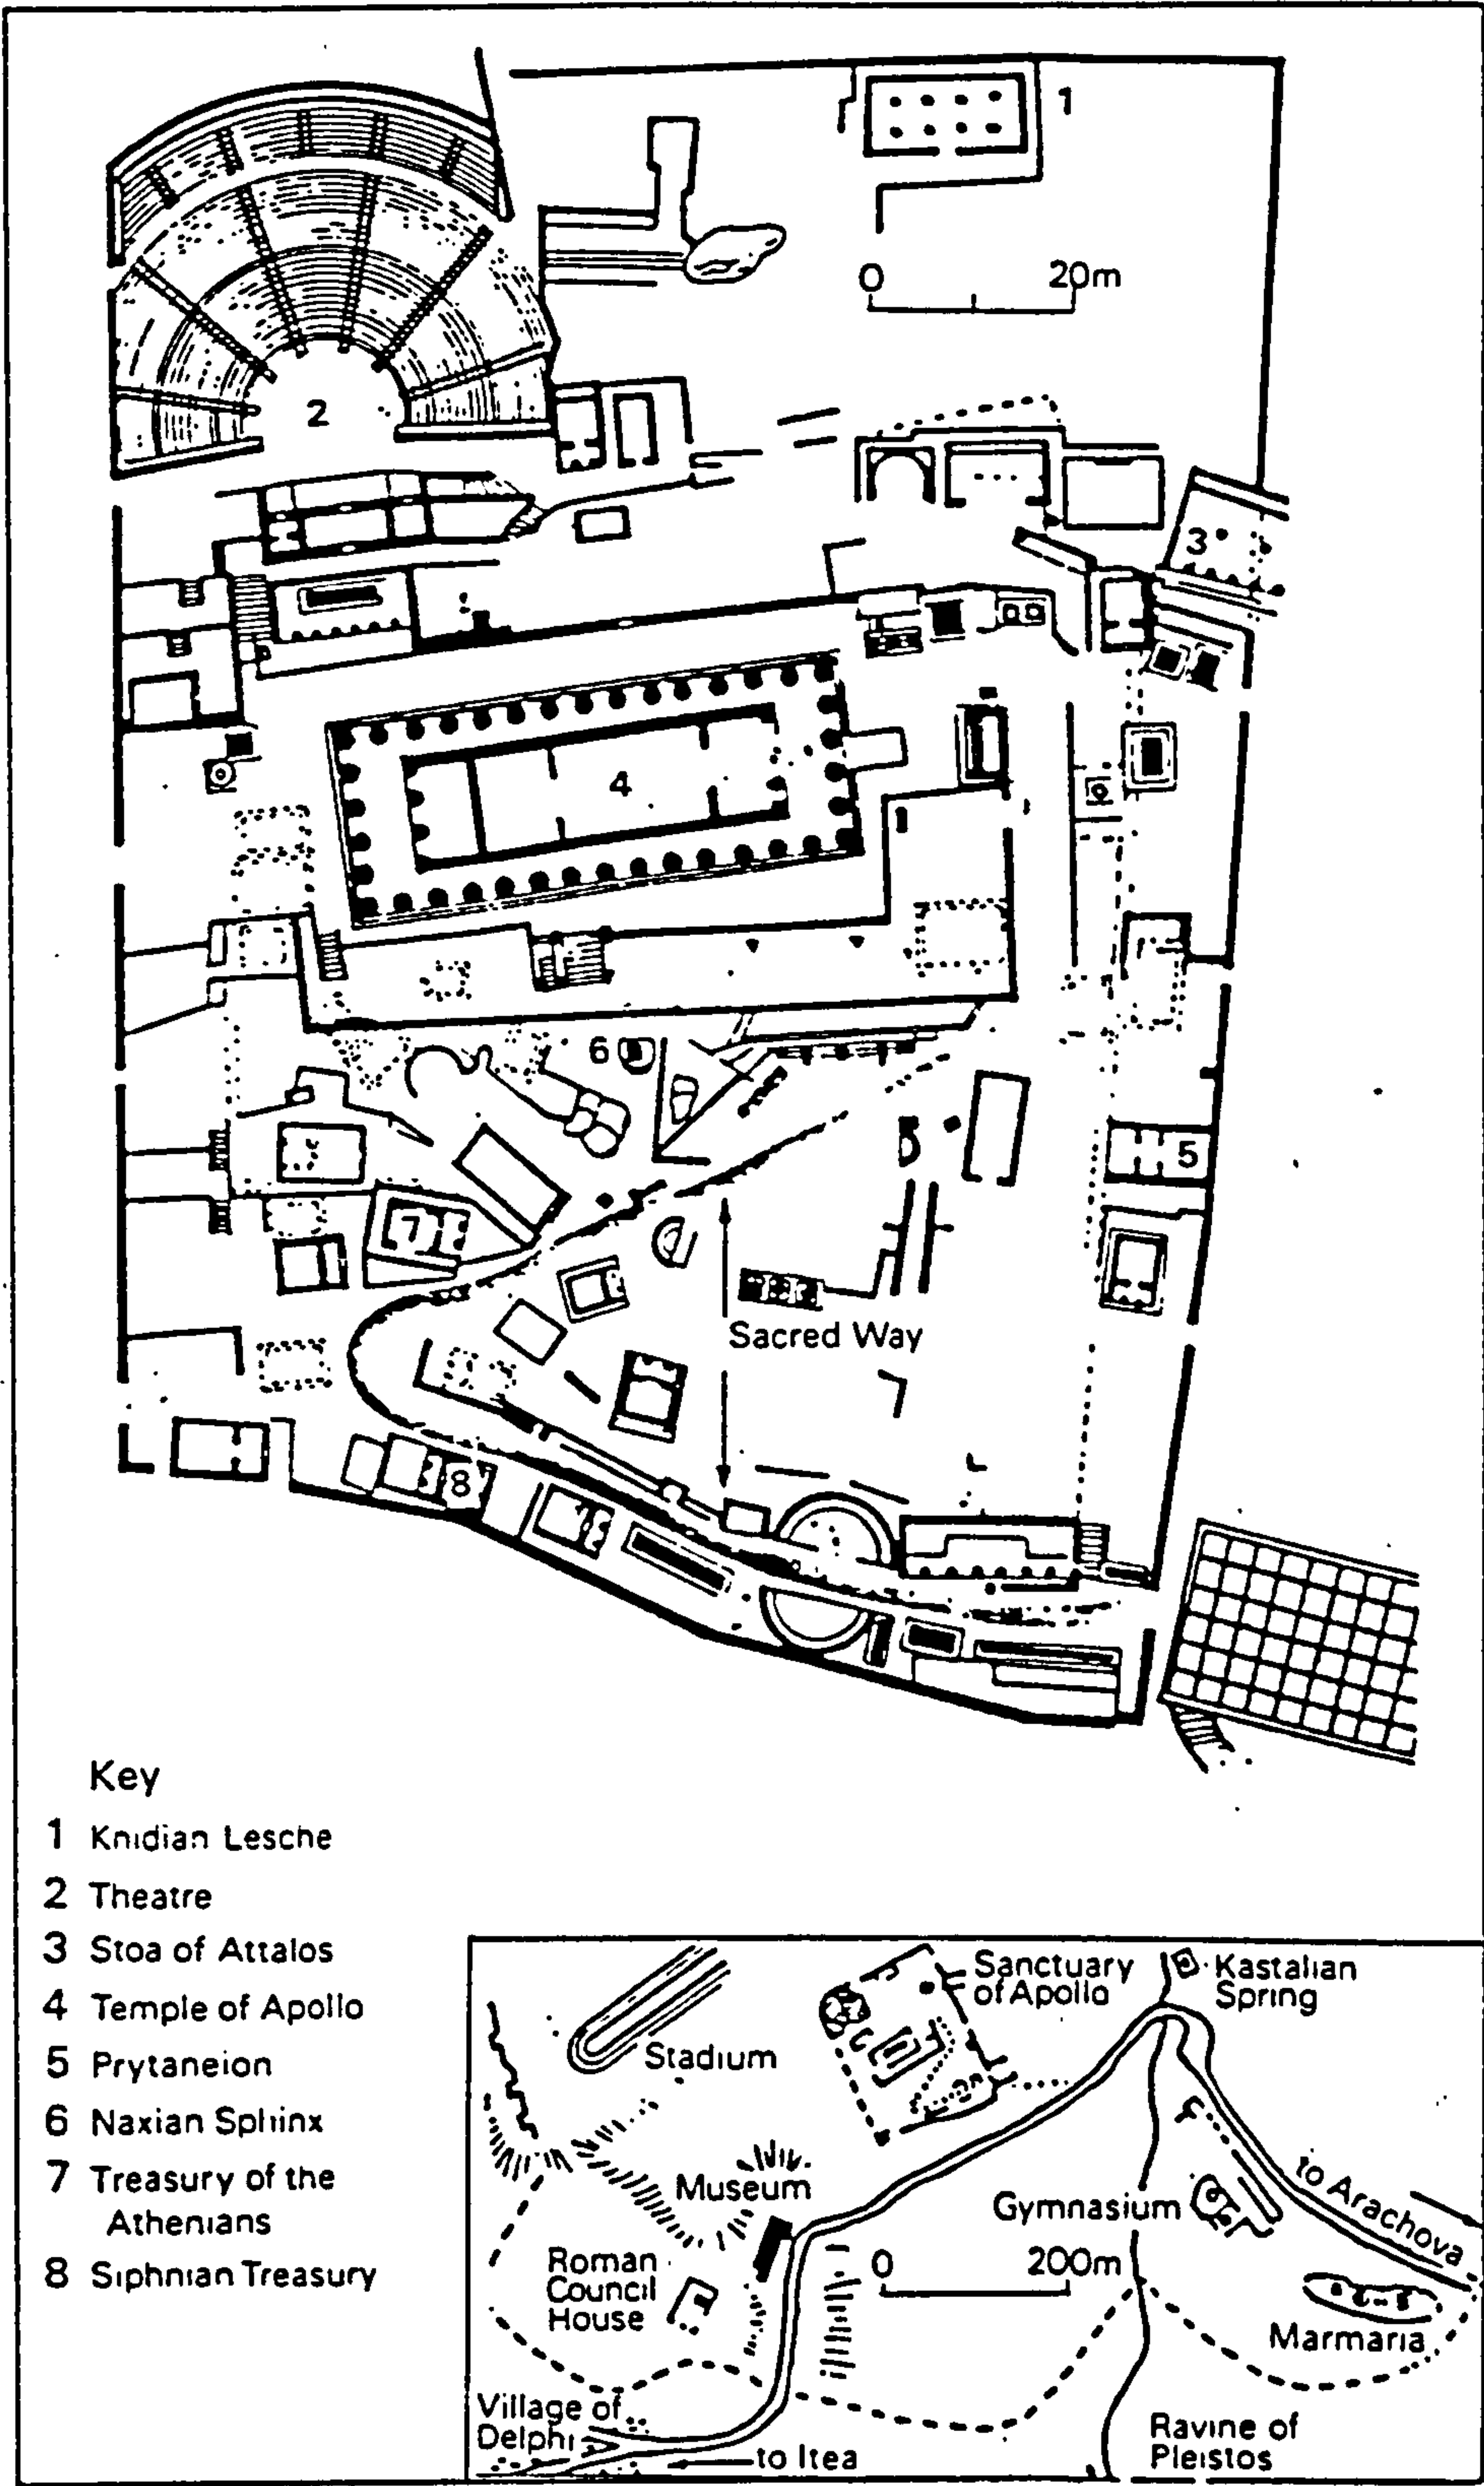 1
0 20m
2
3
4
6
5
7
Sacred Way
8
Key
1 Knidian Lesche
2 Theatre
3 Stoa of Attalos
4 Temple of Apollo
5 Prytaneion
6 Naxian Sphinx
7 Treasury of the
Athenians
8 Siphnian Treasury
Sanctuary
of Apollo
Kastalian
Spring
Stadium
Museum
Gymnasium
to Arachova
Roman
Council
House
0 200m
Marmaria
Village of
Delphi
to Itea
Ravine of
Pleistos